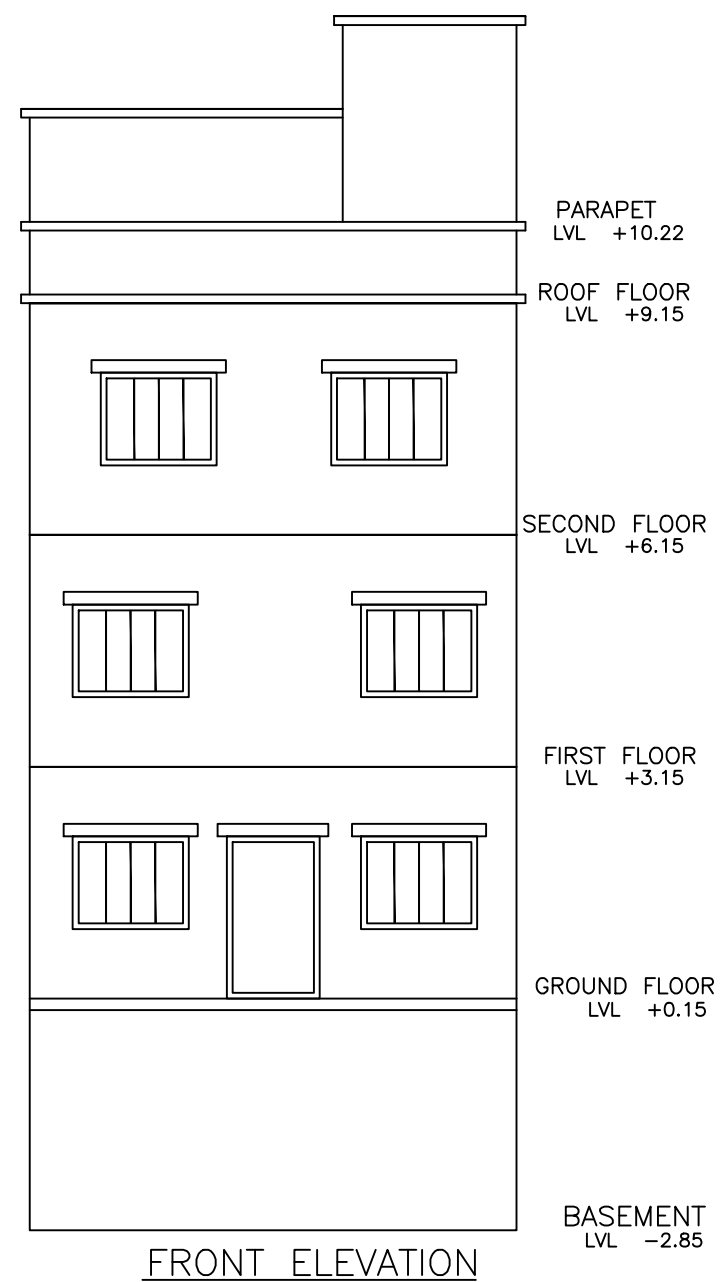 PARAPET
LVL +10.22
ROOF FLOOR
LVL +9.15
SECOND FLOOR
LVL +6.15
FIRST FLOOR
LVL +3.15
GROUND FLOOR
LVL +0.15
BASEMENT
LVL -2.85
FRONT ELEVATION